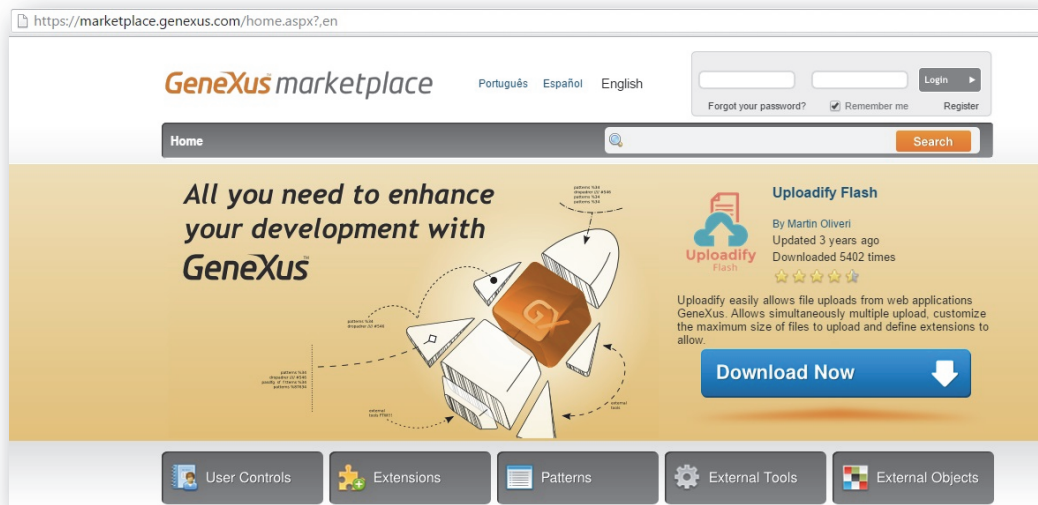 https://marketplace.genexus.com/home.aspx?,en
GeneXus marketplace
Português Español English
Login
Forgot your password? Remember me Register
Home
Search
All you need to enhance
your development with
GeneXus
GX
external
tools
Uploadify
Flash
Uploadify Flash
By Martin Oliveri
Updated 3 years ago
Downloaded 5402 times
Uploadify easily allows file uploads from web applications
GeneXus. Allows simultaneously multiple upload, customize
the maximum size of files to upload and define extensions to
allow.
Download Now
User Controls
Extensions
Patterns
External Tools
External Objects